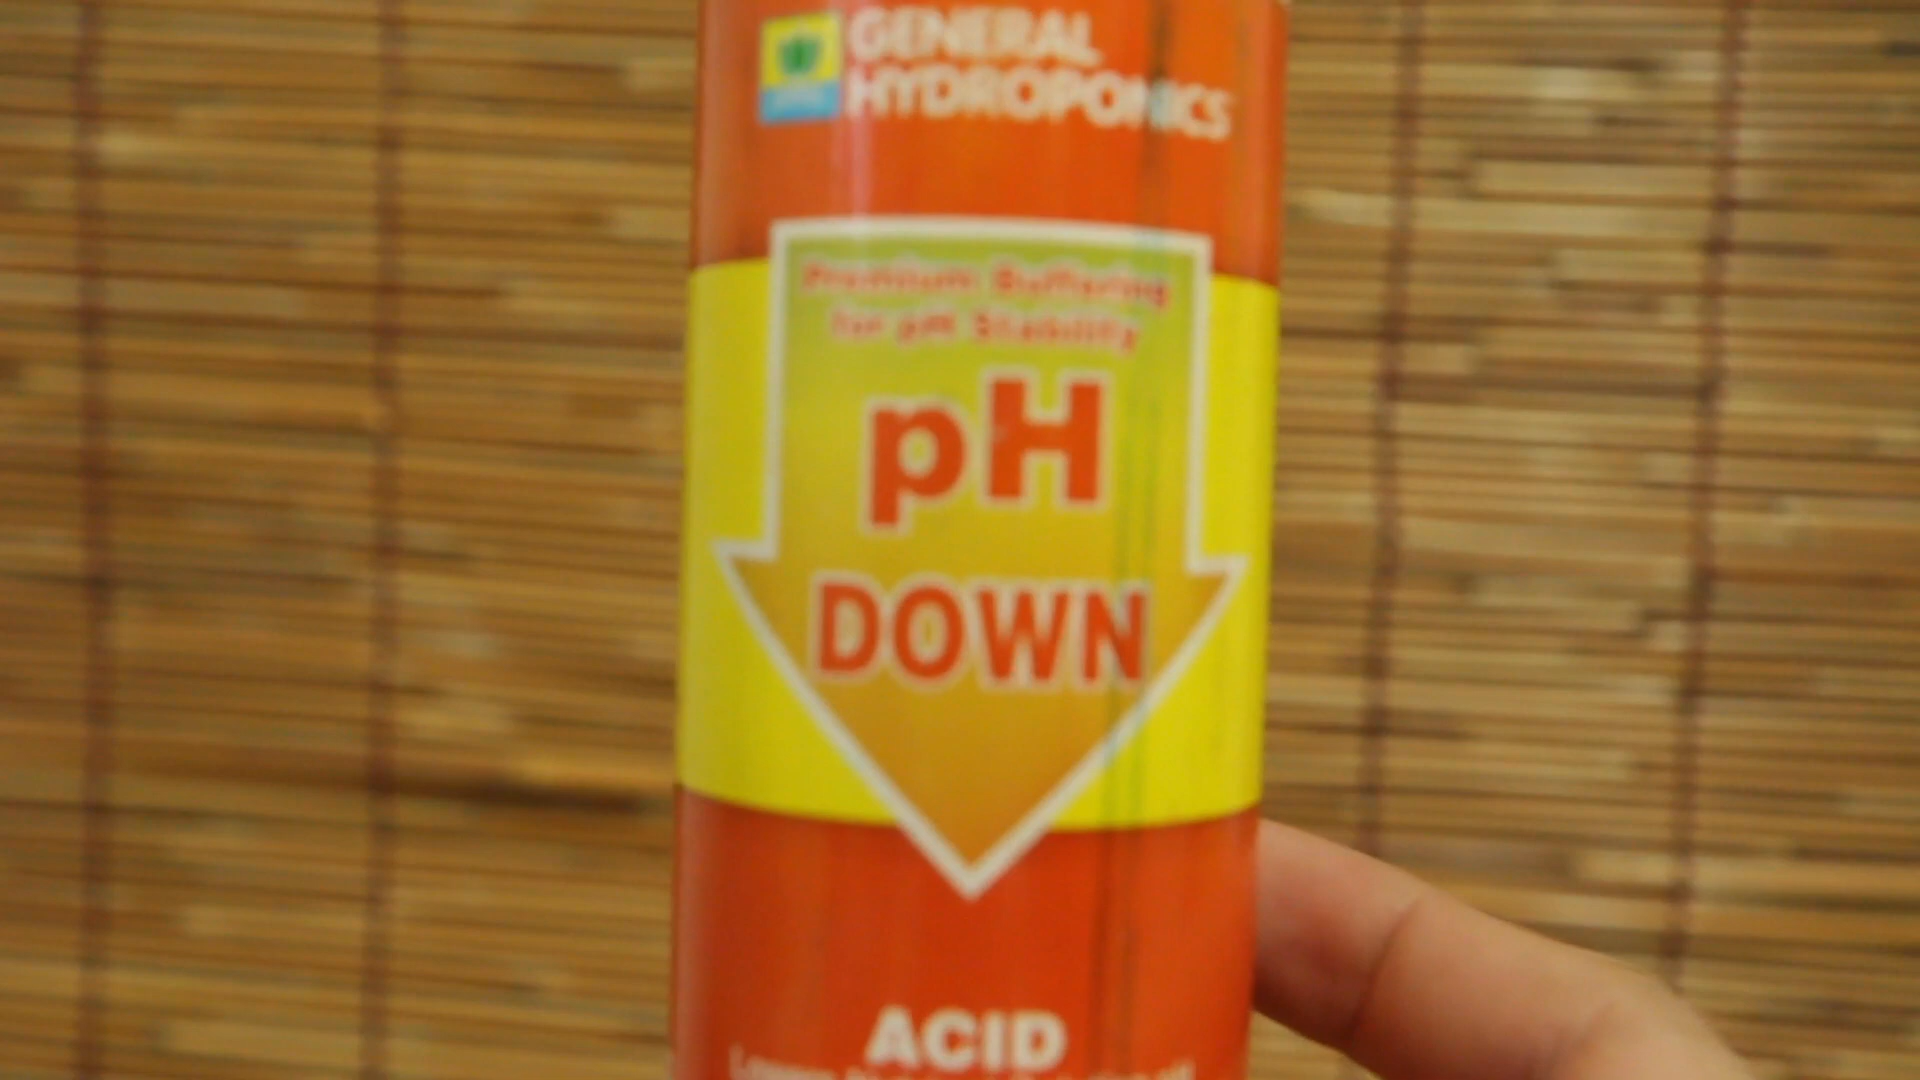 GENERAL
HYDROPONICS
Premium Buffering
for pH Stability
pH
DOWN
ACID